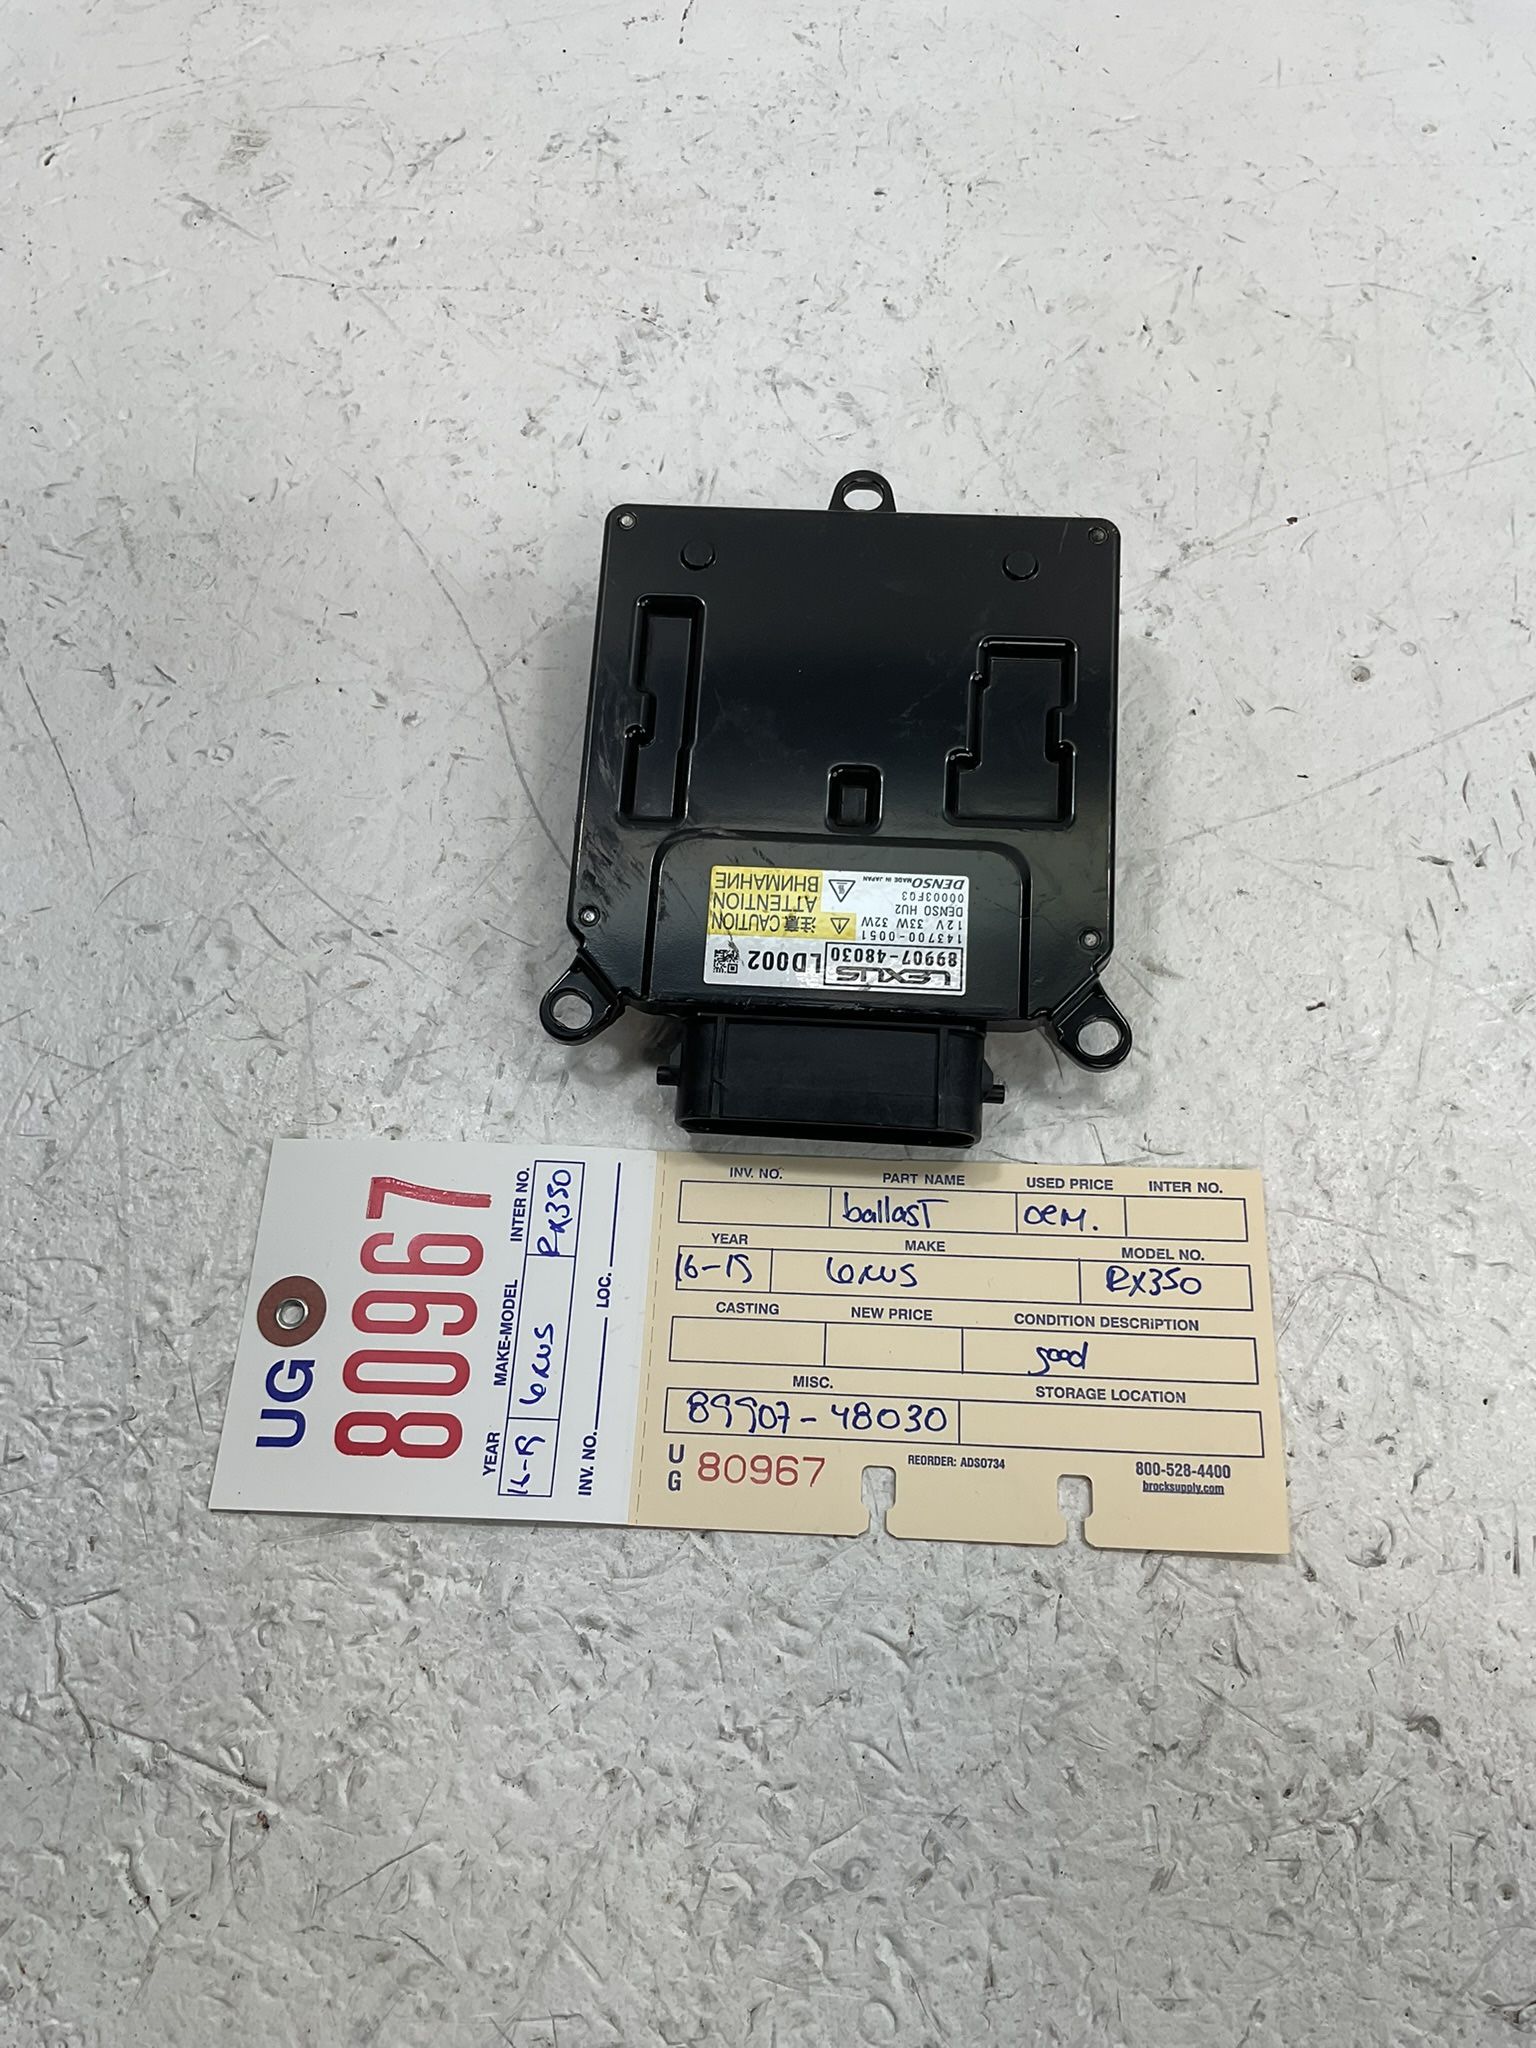 LEXUS
89907-48030
LD002
143700-0051
12V 33W 32W
DENSO HU2
00003F03
DENSO MADE IN JAPAN
注意 CAUTION
ATTENTION
ВНИМАНИЕ
UG
80967
YEAR MAKE-MODEL INTER NO.
16-19 Lexus RX350
INV. NO. LOC.
INV. NO. PART NAME USED PRICE INTER NO.
ballast oem.
YEAR MAKE MODEL NO.
16-19 Lexus RX350
CASTING NEW PRICE CONDITION DESCRIPTION
good
MISC. STORAGE LOCATION
89907-48030
UG 80967
REORDER: ADSO734
800-528-4400
brocksupply.com